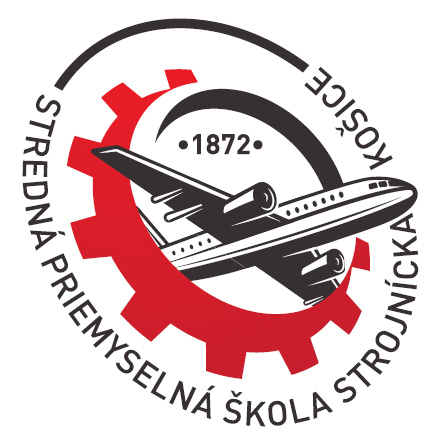 STREDNÁ PRIEMYSELNÁ ŠKOLA STROJNÍCKA KOŠICE
•1872•